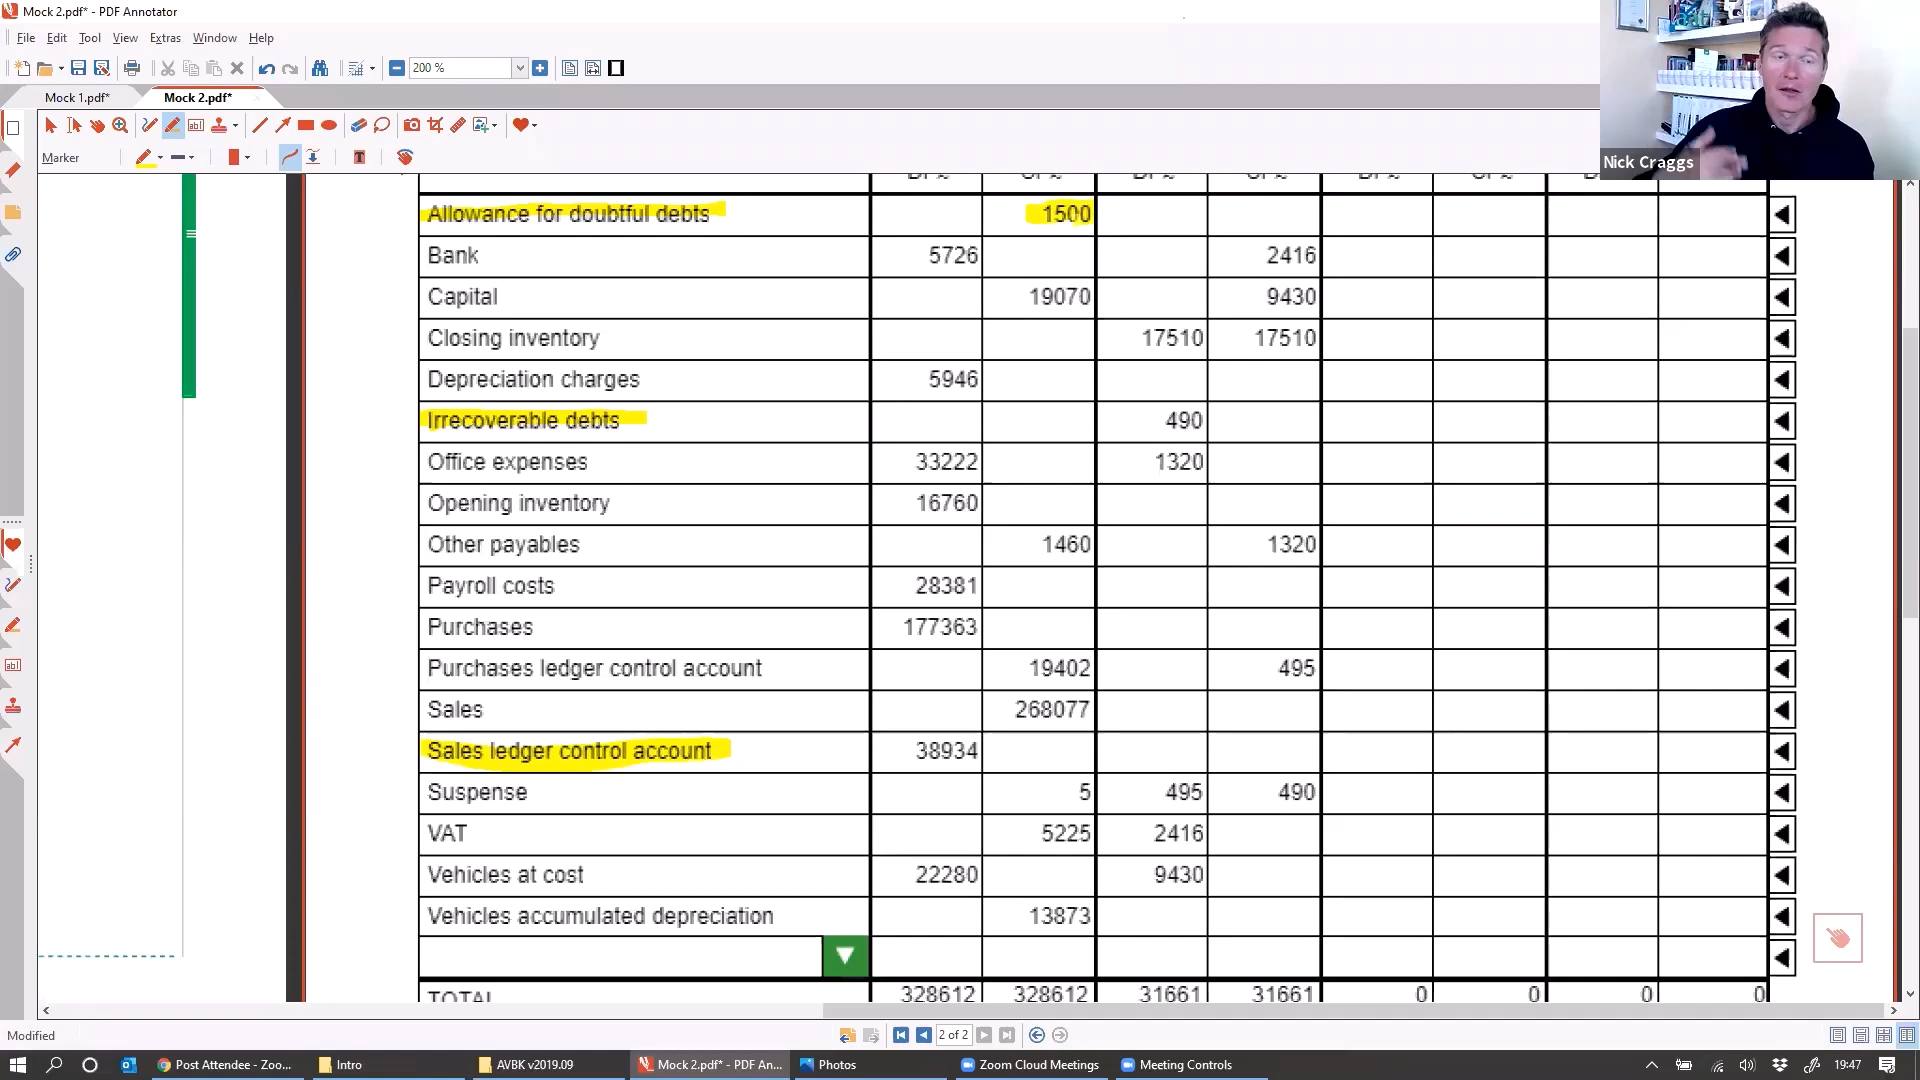 Mock 2.pdf* - PDF Annotator
File Edit Tool View Extras Window Help
200 %
Mock 1.pdf* Mock 2.pdf*
Marker
Nick Craggs
Allowance for doubtful debts 1500
Bank 5726 2416
Capital 19070 9430
Closing inventory 17510 17510
Depreciation charges 5946
Irrecoverable debts 490
Office expenses 33222 1320
Opening inventory 16760
Other payables 1460 1320
Payroll costs 28381
Purchases 177363
Purchases ledger control account 19402 495
Sales 268077
Sales ledger control account 38934
Suspense 5 495 490
VAT 5225 2416
Vehicles at cost 22280 9430
Vehicles accumulated depreciation 13873
TOTAL 328612 328612 31661 31661 0 0 0 0
Modified 2 of 2
Post Attendee - Zoo... Intro AVBK v2019.09 Mock 2.pdf* - PDF An... Photos Zoom Cloud Meetings Meeting Controls 19:47